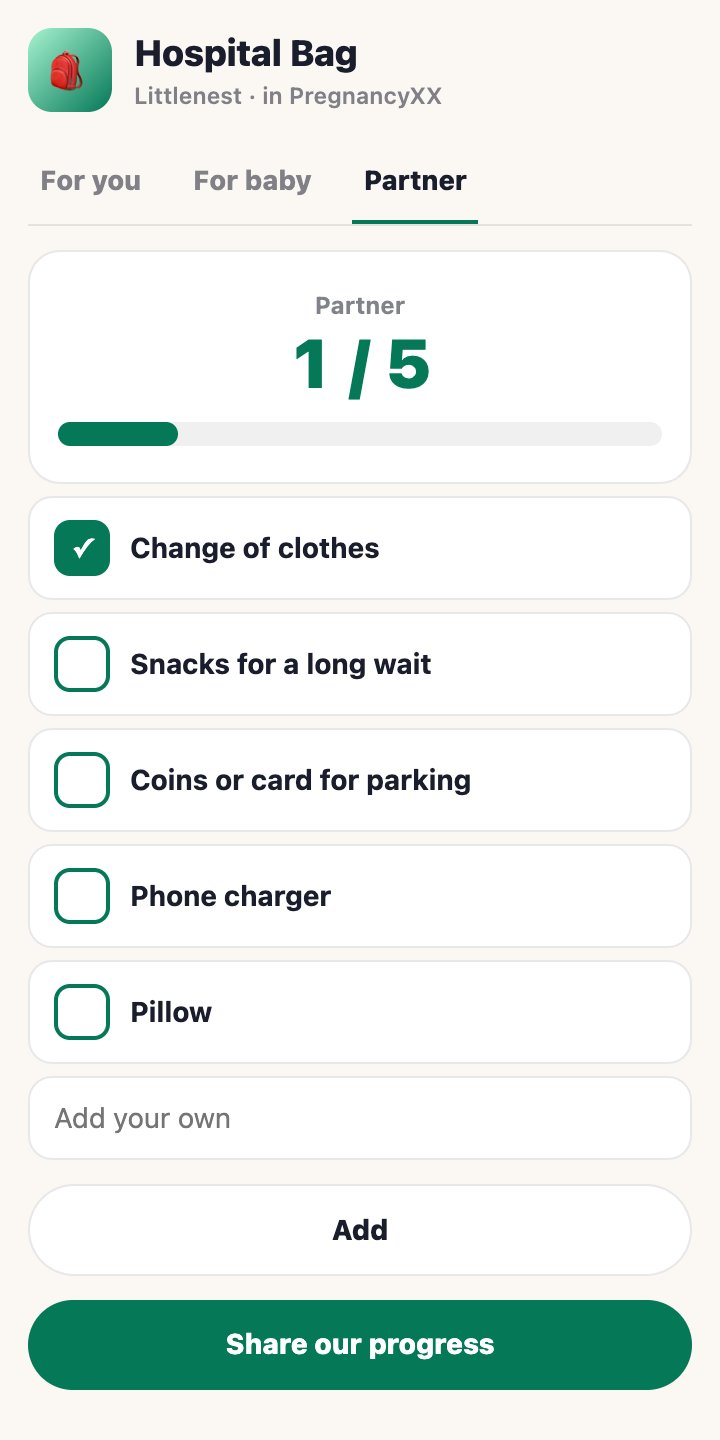 Hospital Bag
Littlenest · in PregnancyXX
For you For baby Partner
Partner
1 / 5
✓ Change of clothes
Snacks for a long wait
Coins or card for parking
Phone charger
Pillow
Add your own
Add
Share our progress